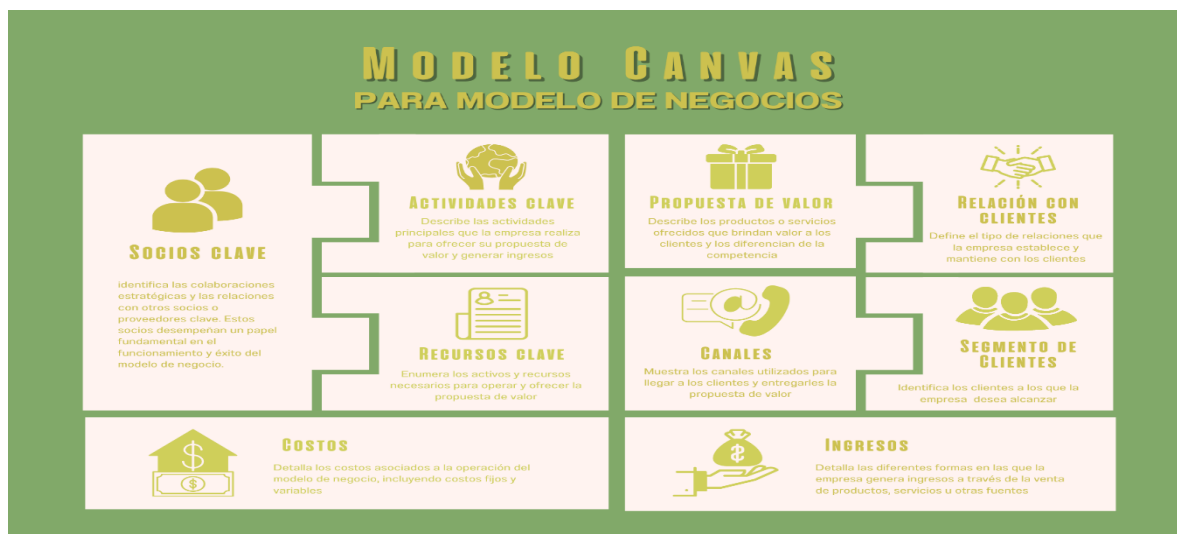 MODELO CANVAS
PARA MODELO DE NEGOCIOS
SOCIOS CLAVE
identifica las colaboraciones
estratégicas y las relaciones
con otros socios o
proveedores clave. Estos
socios desempeñan un papel
fundamental en el
funcionamiento y éxito del
modelo de negocio.
ACTIVIDADES CLAVE
Describe las actividades
principales que la empresa realiza
para ofrecer su propuesta de
valor y generar ingresos
RECURSOS CLAVE
Enumera los activos y recursos
necesarios para operar y ofrecer la
propuesta de valor
PROPUESTA DE VALOR
Describe los productos o servicios
ofrecidos que brindan valor a los
clientes y los diferencian de la
competencia
CANALES
Muestra los canales utilizados para
llegar a los clientes y entregarles la
propuesta de valor
RELACIÓN CON
CLIENTES
Define el tipo de relaciones que
la empresa establece y
mantiene con los clientes
SEGMENTO DE
CLIENTES
Identifica los clientes a los que la
empresa desea alcanzar
COSTOS
Detalla los costos asociados a la operación del
modelo de negocio, incluyendo costos fijos y
variables
INGRESOS
Detalla las diferentes formas en las que la
empresa genera ingresos a través de la venta
de productos, servicios u otras fuentes